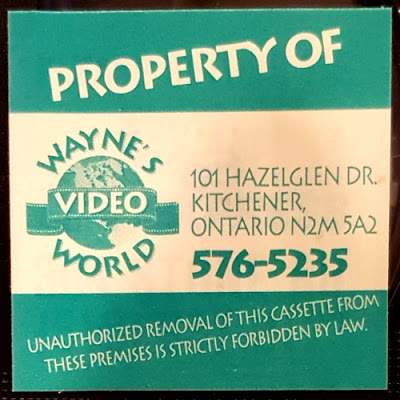 PROPERTY OF
WAYNE'S
VIDEO
WORLD
101 HAZELGLEN DR.
KITCHENER,
ONTARIO N2M 5A2
576-5235
UNAUTHORIZED REMOVAL OF THIS CASSETTE FROM
THESE PREMISES IS STRICTLY FORBIDDEN BY LAW.